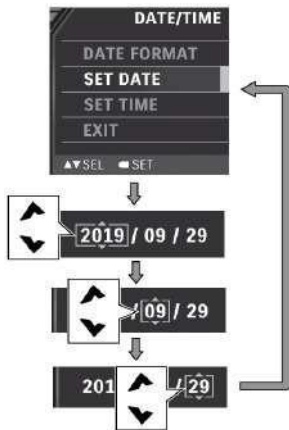 DATE/TIME
DATE FORMAT
SET DATE
SET TIME
EXIT
▲▼SEL SET
2019 / 09 / 29
/ 09 / 29
201 / 29